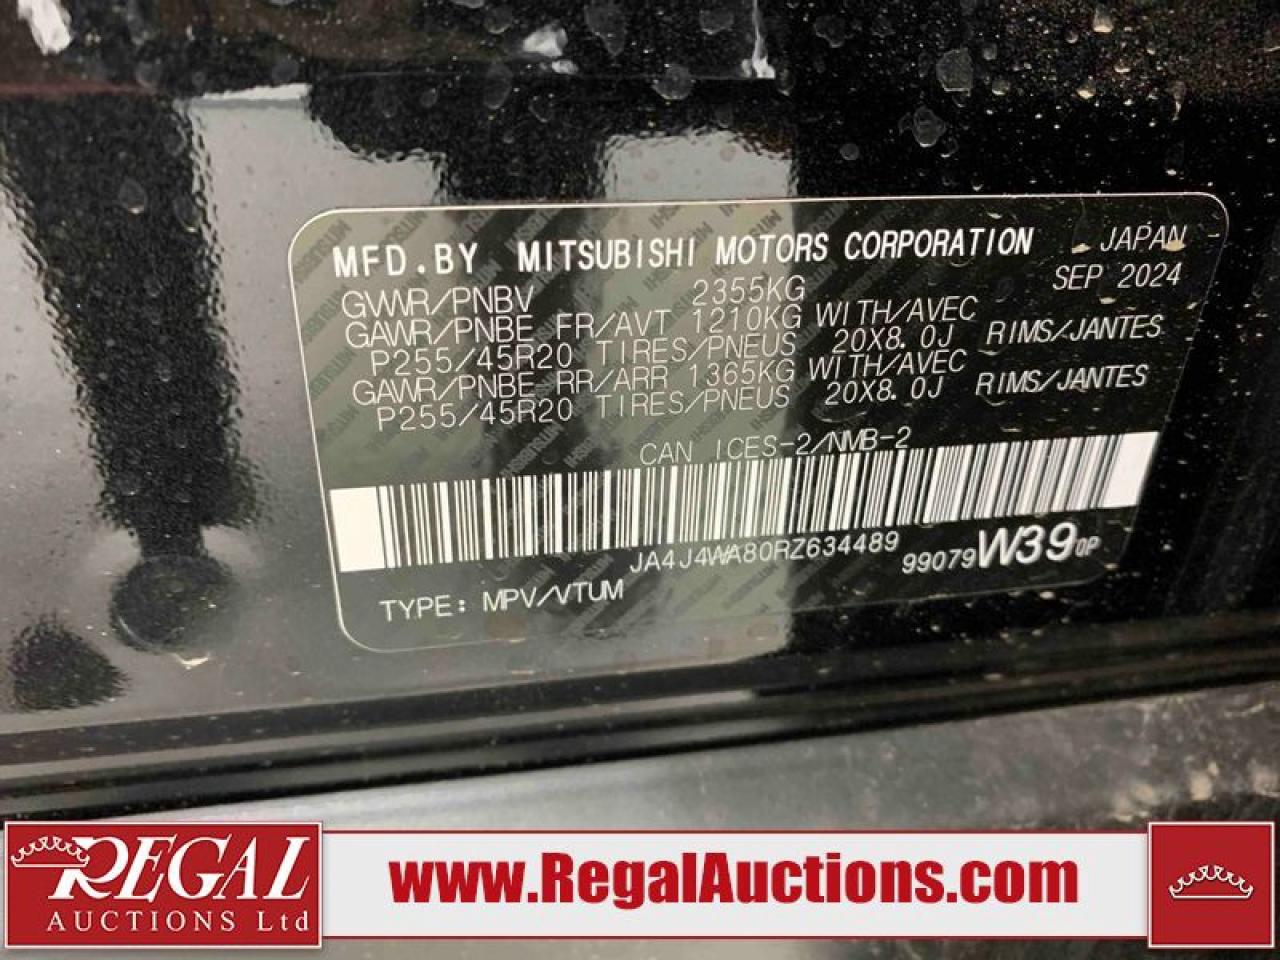 MFD.BY MITSUBISHI MOTORS CORPORATION JAPAN
GVWR/PNBV 2355KG SEP 2024
GAWR/PNBE FR/AVT 1210KG WITH/AVEC
P255/45R20 TIRES/PNEUS 20X8.0J RIMS/JANTES
GAWR/PNBE RR/ARR 1365KG WITH/AVEC
P255/45R20 TIRES/PNEUS 20X8.0J RIMS/JANTES
CAN ICES-2/NMB-2
JA4J4WA80RZ634489 99079W39 0P
TYPE: MPV/VTUM
REGAL
AUCTIONS Ltd
www.RegalAuctions.com